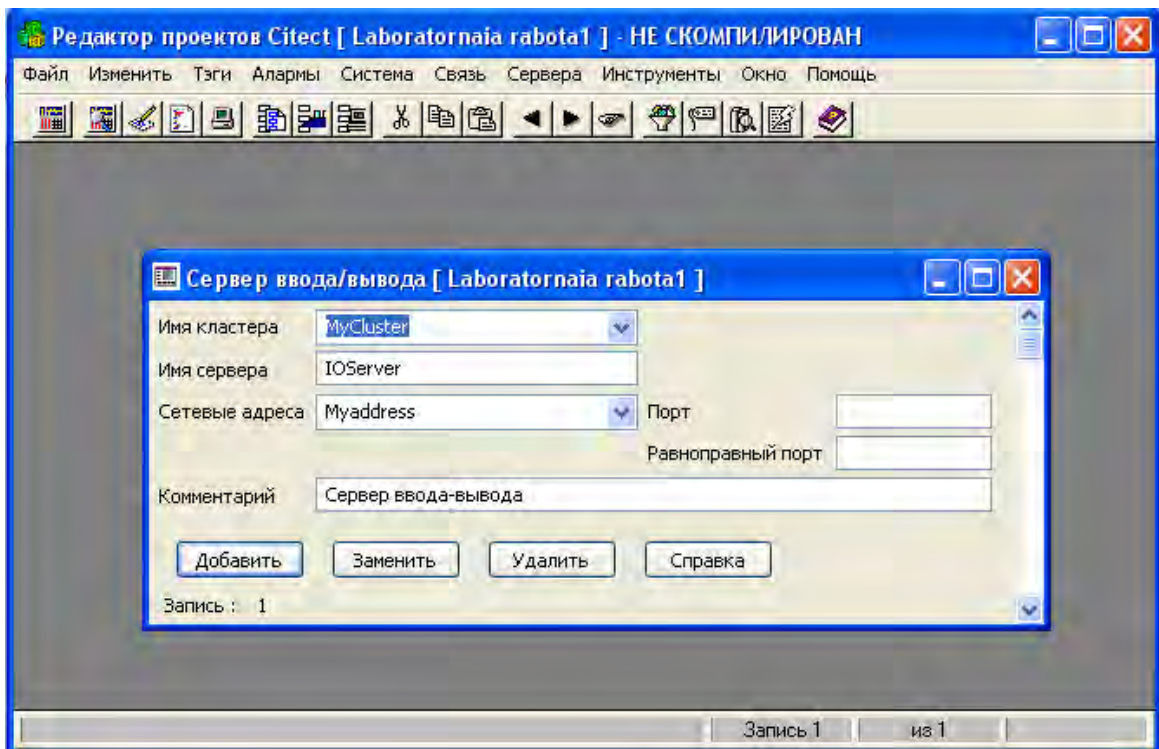 Редактор проектов Citect [ Laboratornaia rabota1 ] - НЕ СКОМПИЛИРОВАН
Файл Изменить Тэги Алармы Система Связь Сервера Инструменты Окно Помощь
Сервер ввода/вывода [ Laboratornaia rabota1 ]
Имя кластера MyCluster
Имя сервера IOServer
Сетевые адреса Myaddress Порт
Равноправный порт
Комментарий Сервер ввода-вывода
Добавить Заменить Удалить Справка
Запись : 1
Запись 1 из 1